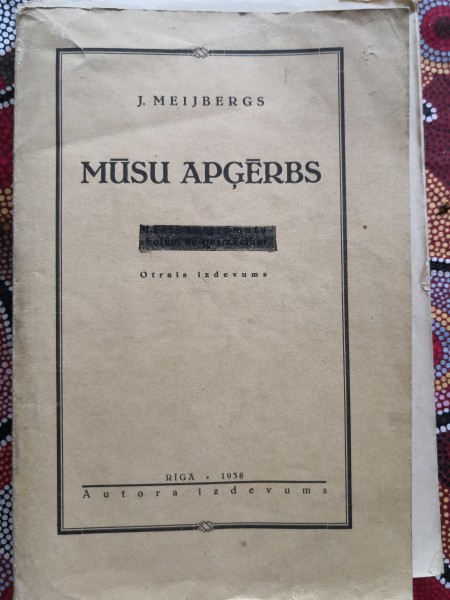 J. MEIJBERGS
MŪSU APĢĒRBS
Otrais izdevums
RĪGĀ • 1938
Autora izdevums